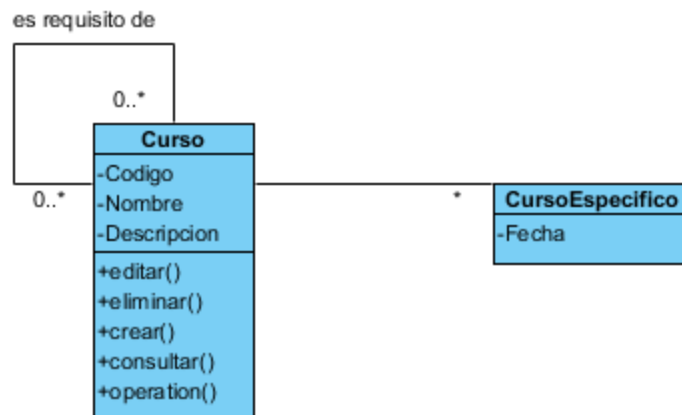 es requisito de
0..*
Curso
-Codigo
-Nombre
-Descripcion
+editar()
+eliminar()
+crear()
+consultar()
+operation()
0..*
*
CursoEspecifico
-Fecha